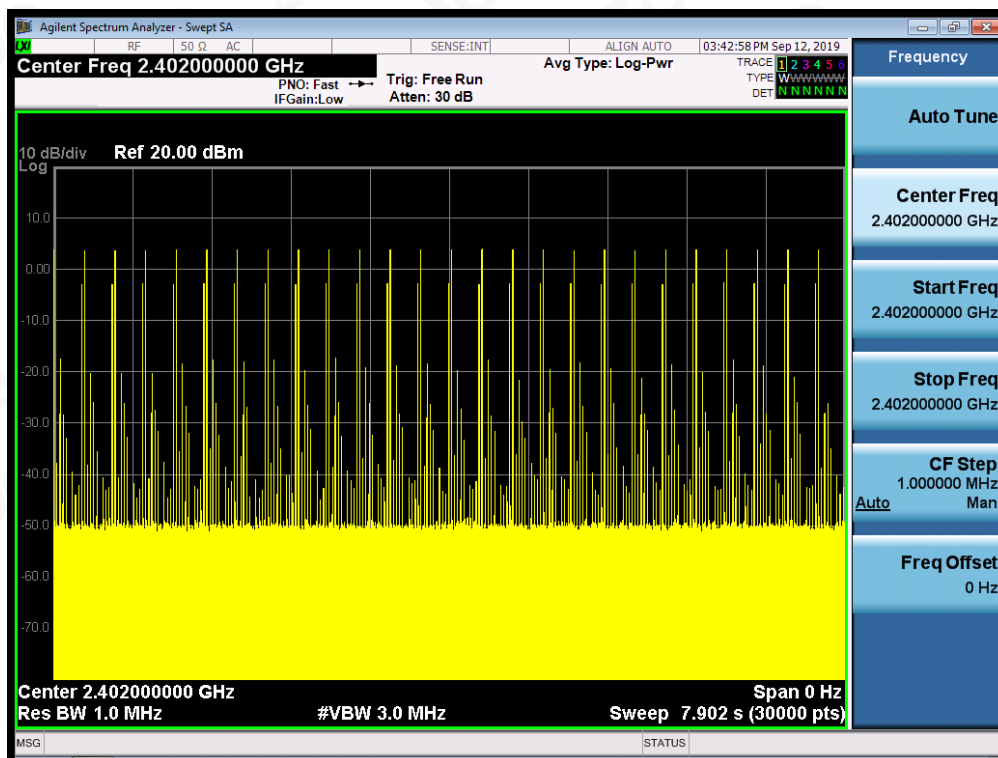 Agilent Spectrum Analyzer - Swept SA
LXI RF 50 Ω AC SENSE:INT ALIGN AUTO 03:42:58 PM Sep 12, 2019
Center Freq 2.402000000 GHz Avg Type: Log-Pwr TRACE 1 2 3 4 5 6
PNO: Fast Trig: Free Run TYPE WWWWWWW
IFGain:Low Atten: 30 dB DET N N N N N N
10 dB/div Ref 20.00 dBm
Log
10.0
0.00
-10.0
-20.0
-30.0
-40.0
-50.0
-60.0
-70.0
Center 2.402000000 GHz Span 0 Hz
Res BW 1.0 MHz #VBW 3.0 MHz Sweep 7.902 s (30000 pts)
MSG STATUS
Frequency
Auto Tune
Center Freq
2.402000000 GHz
Start Freq
2.402000000 GHz
Stop Freq
2.402000000 GHz
CF Step
1.000000 MHz
Auto Man
Freq Offset
0 Hz